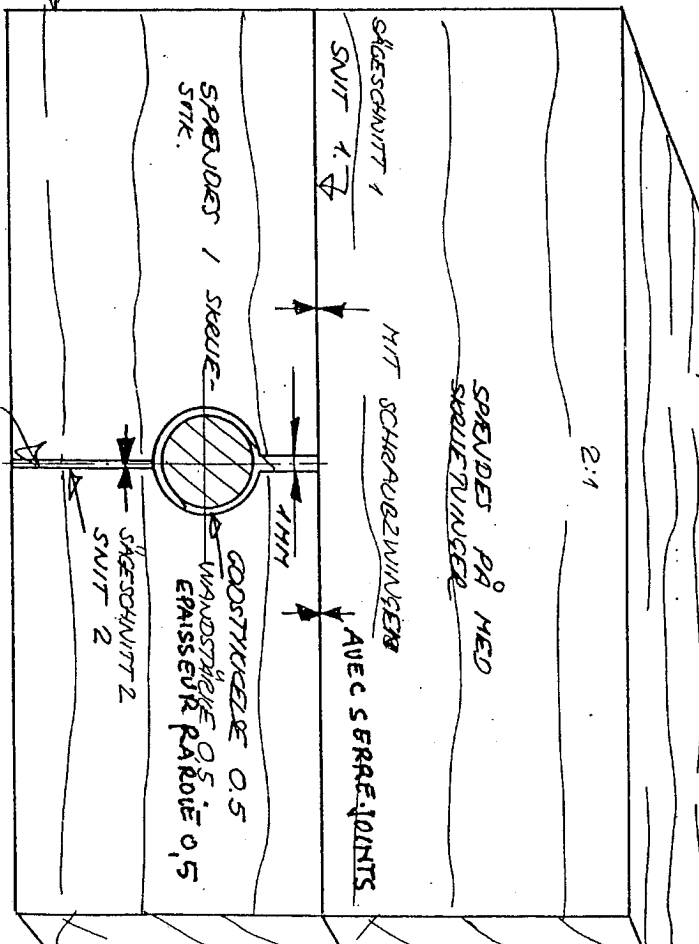 2:1
SPÆNDES PÅ MED
SKRUETVINGER
MIT SCHRAUBZWINGEN
AVEC SERRE-JOINTS
SÄGESCHNITT 1
SNIT 1.
SPÆNDES I SKRUE-
STIK.
1MM
GODSTYKKELSE 0.5
WANDSTÄRKE 0,5
EPAISSEUR PAROIE 0,5
SÄGESCHNITT 2
SNIT 2